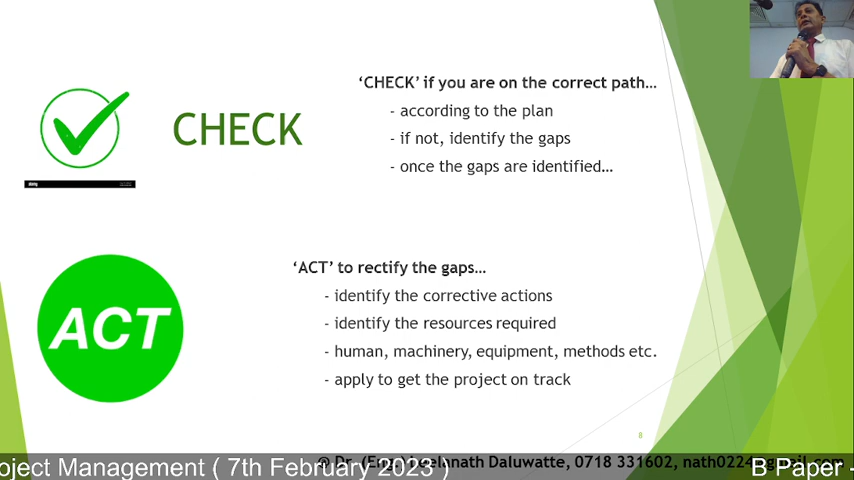 ‘CHECK’ if you are on the correct path…
- according to the plan
CHECK
- if not, identify the gaps
- once the gaps are identified…
‘ACT’ to rectify the gaps…
- identify the corrective actions
ACT
- identify the resources required
- human, machinery, equipment, methods etc.
- apply to get the project on track
8
Dr. (Eng.) Leelanath Daluwatte, 0718 331602,
oject Management ( 7th February 2023 ) B Paper -